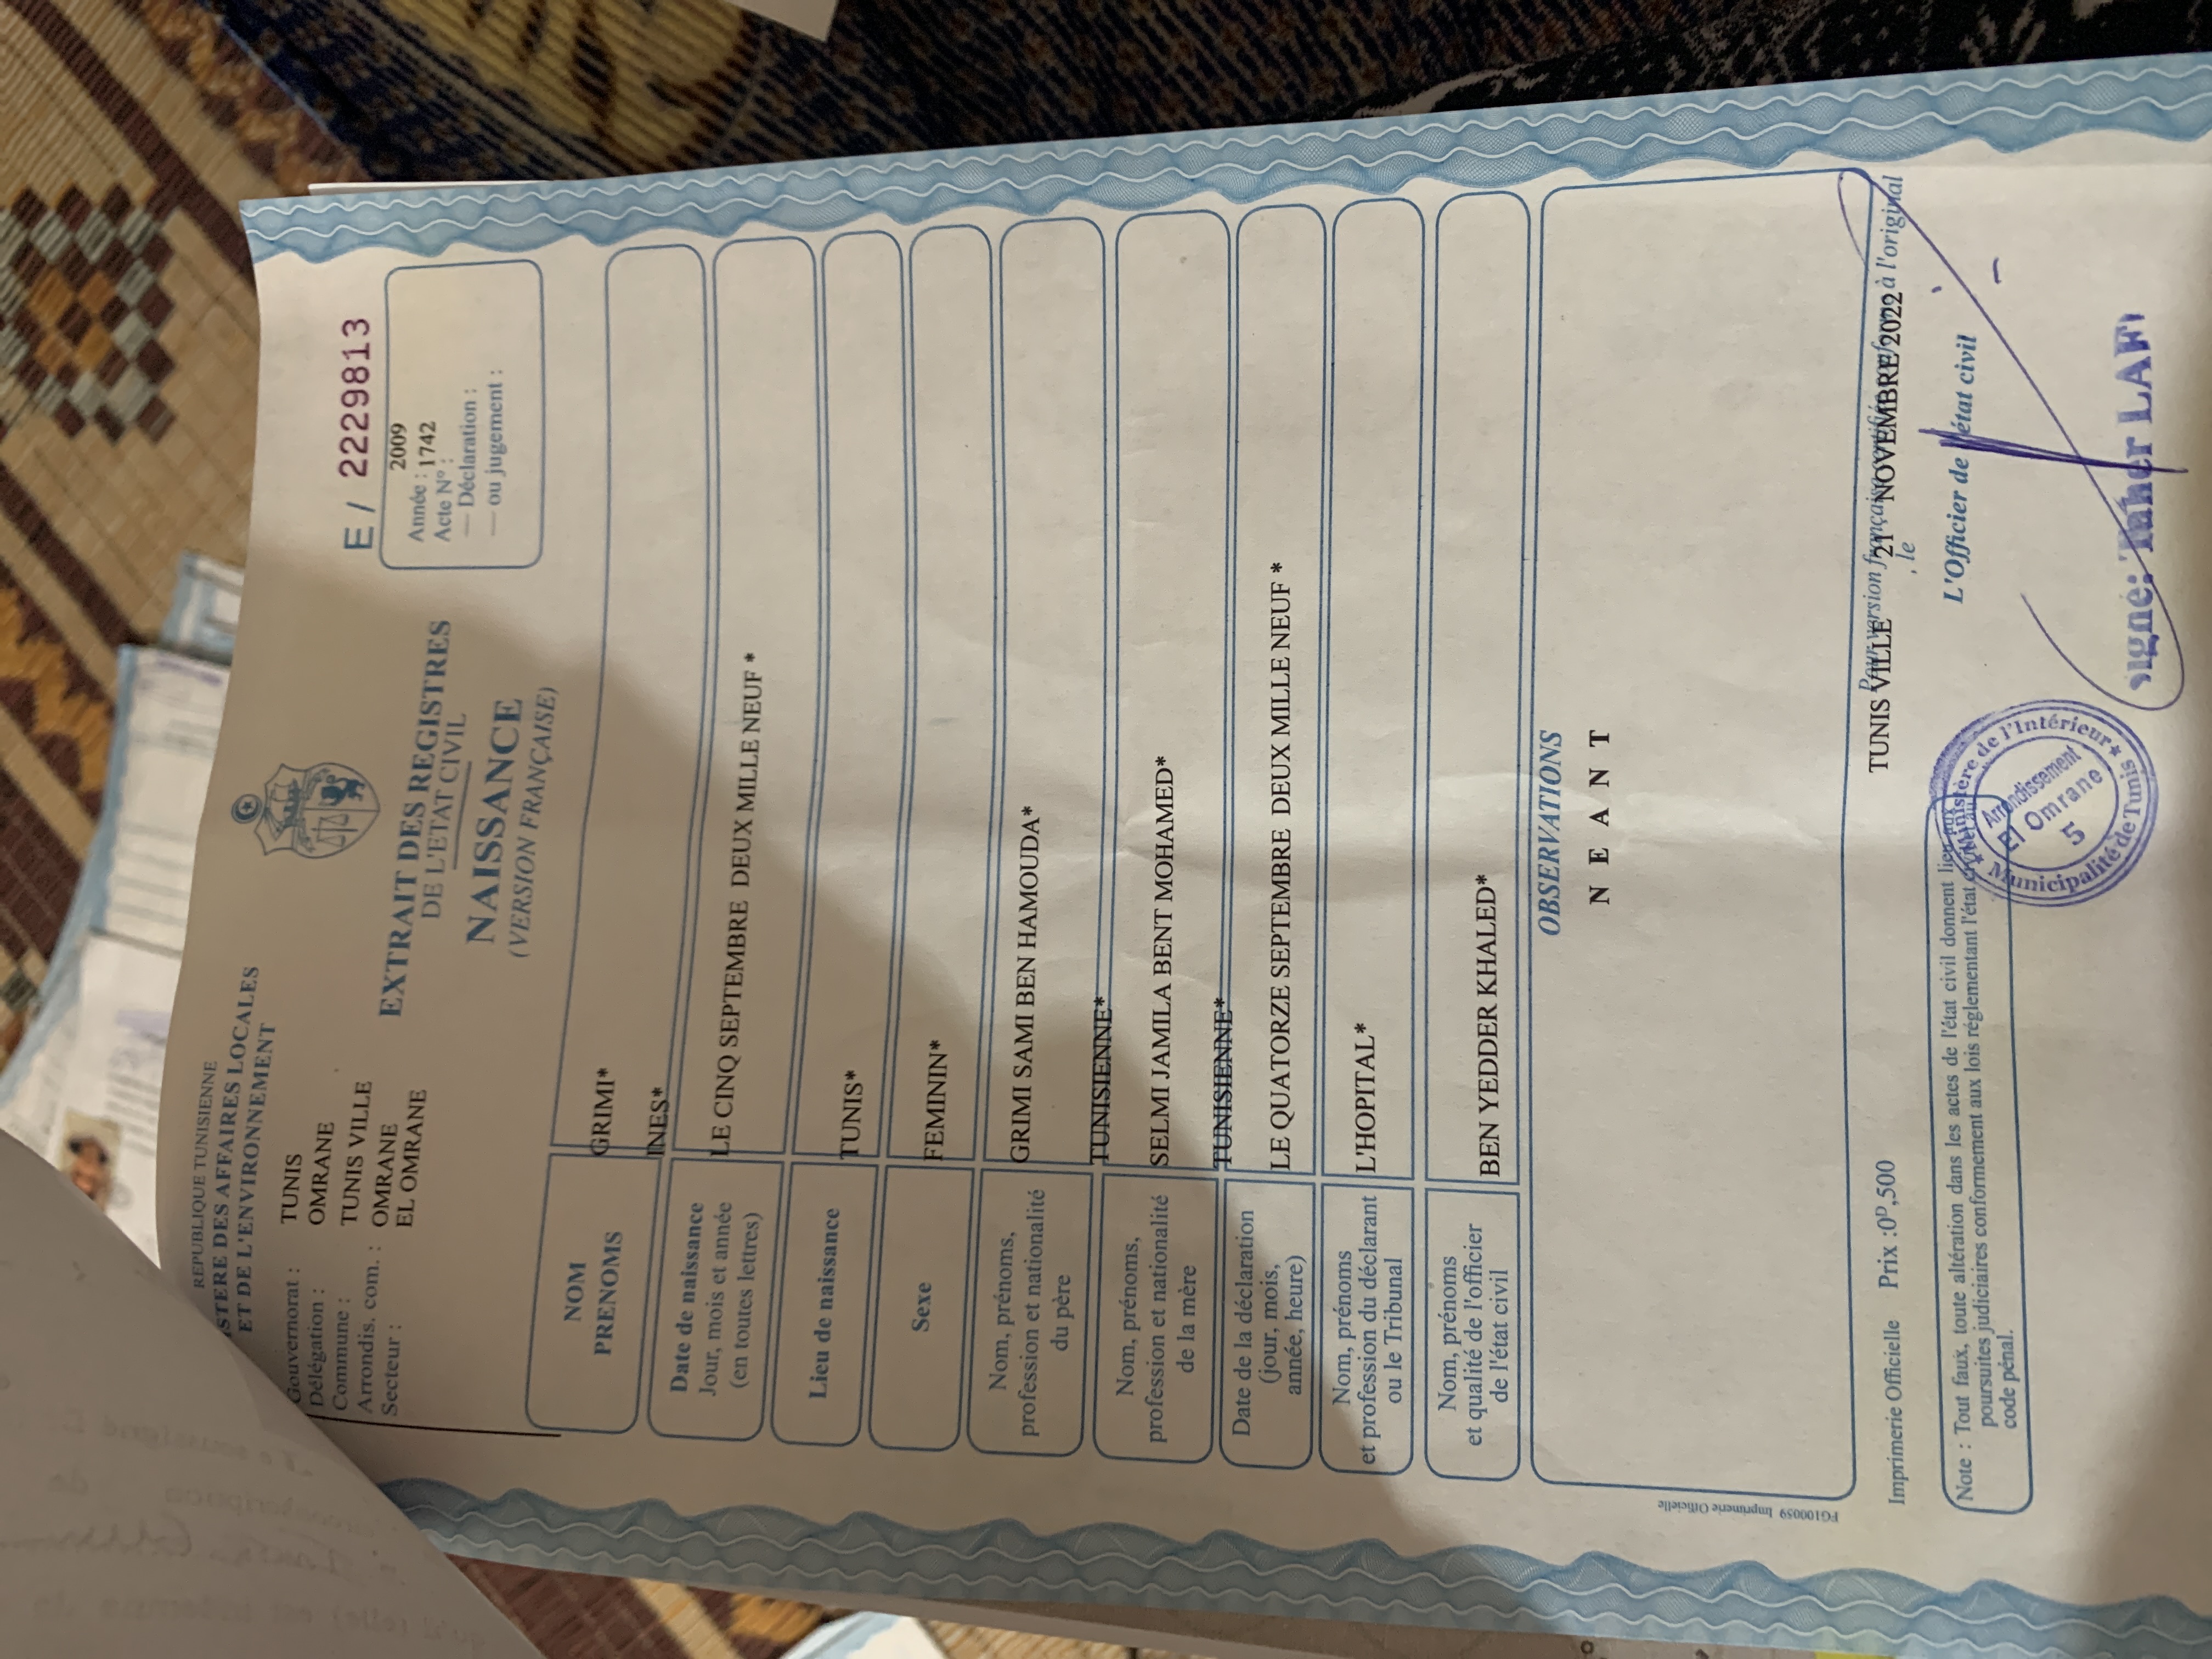 REPUBLIQUE TUNISIENNE
DES AFFAIRES LOCALES
ET DE L'ENVIRONNEMENT
Gouvernorat : TUNIS
Délégation : OMRANE
Commune : TUNIS VILLE
Arrondis. com. : OMRANE
Secteur : EL OMRANE
EXTRAIT DES REGISTRES
DE L'ETAT CIVIL
NAISSANCE
(VERSION FRANÇAISE)
E / 22298813
Année : 2009
Acte N° : 1742
— Déclaration :
— ou jugement :
NOM GRIMI*
PRENOMS INES*
Date de naissance
Jour, mois et année
(en toutes lettres)
LE CINQ SEPTEMBRE DEUX MILLE NEUF *
Lieu de naissance TUNIS*
Sexe FEMININ*
Nom, prénoms,
profession et nationalité
du père
GRIMI SAMI BEN HAMOUDA*
TUNISIENNE*
Nom, prénoms,
profession et nationalité
de la mère
SELMI JAMILA BENT MOHAMED*
TUNISIENNE*
Date de la déclaration
(jour, mois,
année, heure)
LE QUATORZE SEPTEMBRE DEUX MILLE NEUF *
Nom, prénoms
et profession du déclarant
ou le Tribunal
L'HOPITAL*
Nom, prénoms
et qualité de l'officier
de l'état civil
BEN YEDDER KHALED*
OBSERVATIONS
N E A N T
FG100059 Imprimerie Officielle
Imprimerie Officielle Prix :0ᴰ,500
Pour version française certifiée conforme à l'original
TUNIS VILLE , le 21 NOVEMBRE 2022
L'Officier de l'état civil
Note : Tout faux, toute altération dans les actes de l'état civil donnent lieu aux
poursuites judiciaires conformement aux lois réglementant l'état civil et au
code pénal.
Ministère de l'Intérieur
Arrondissement
El Omrane
5
Municipalité de Tunis